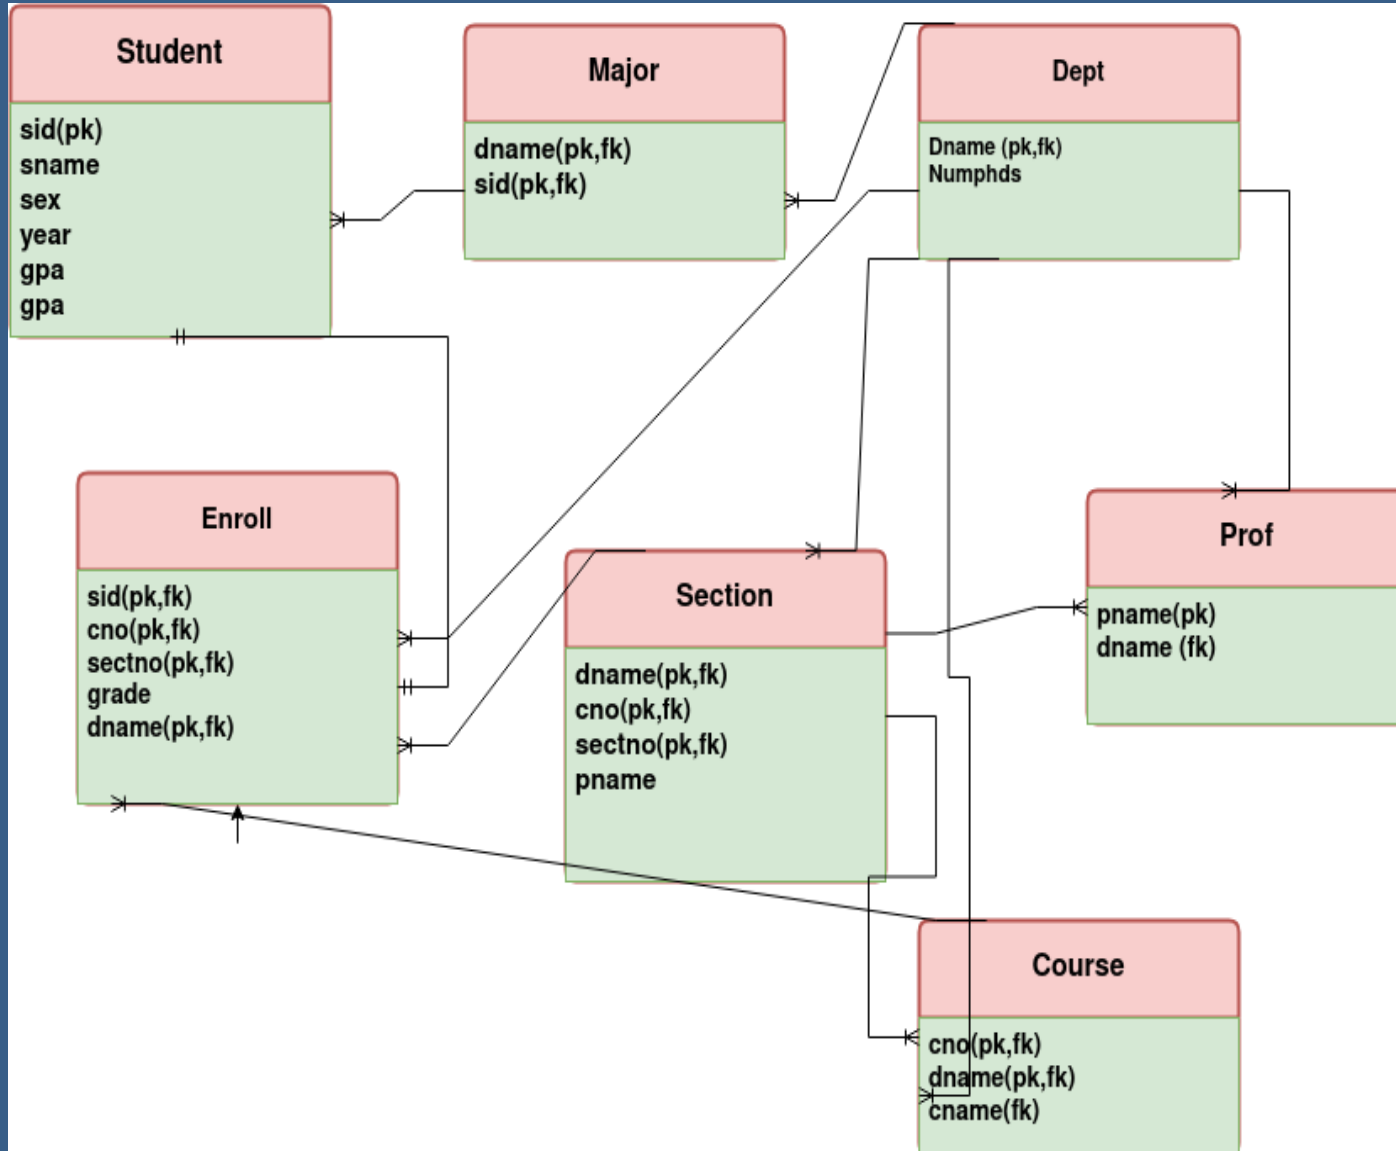 Student
sid(pk)
sname
sex
year
gpa
gpa
Major
dname(pk,fk)
sid(pk,fk)
Dept
Dname (pk,fk)
Numphds
Enroll
sid(pk,fk)
cno(pk,fk)
sectno(pk,fk)
grade
dname(pk,fk)
Section
dname(pk,fk)
cno(pk,fk)
sectno(pk,fk)
pname
Prof
pname(pk)
dname (fk)
Course
cno(pk,fk)
dname(pk,fk)
cname(fk)